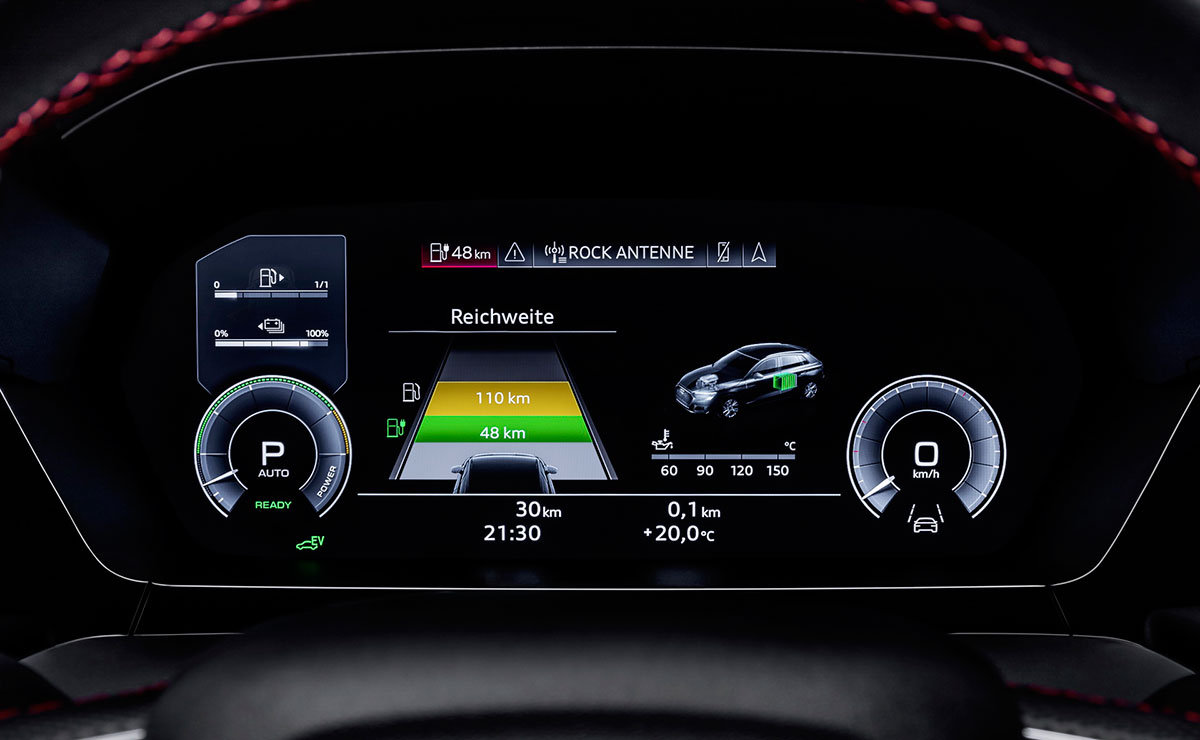 48 km
ROCK ANTENNE
0 1/1
0% 100%
Reichweite
110 km
48 km
°C
60 90 120 150
P
AUTO
POWER
READY
EV
0
km/h
30 km 0,1 km
21:30 +20,0 °C